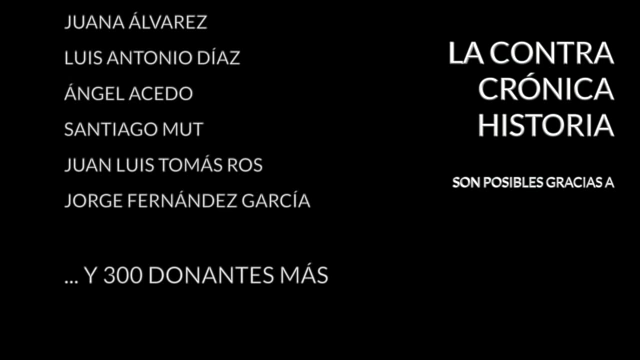 JUANA ÁLVAREZ
LUIS ANTONIO DÍAZ
ÁNGEL ACEDO
SANTIAGO MUT
JUAN LUIS TOMÁS ROS
JORGE FERNÁNDEZ GARCÍA
... Y 300 DONANTES MÁS
LA CONTRA
CRÓNICA
HISTORIA
SON POSIBLES GRACIAS A